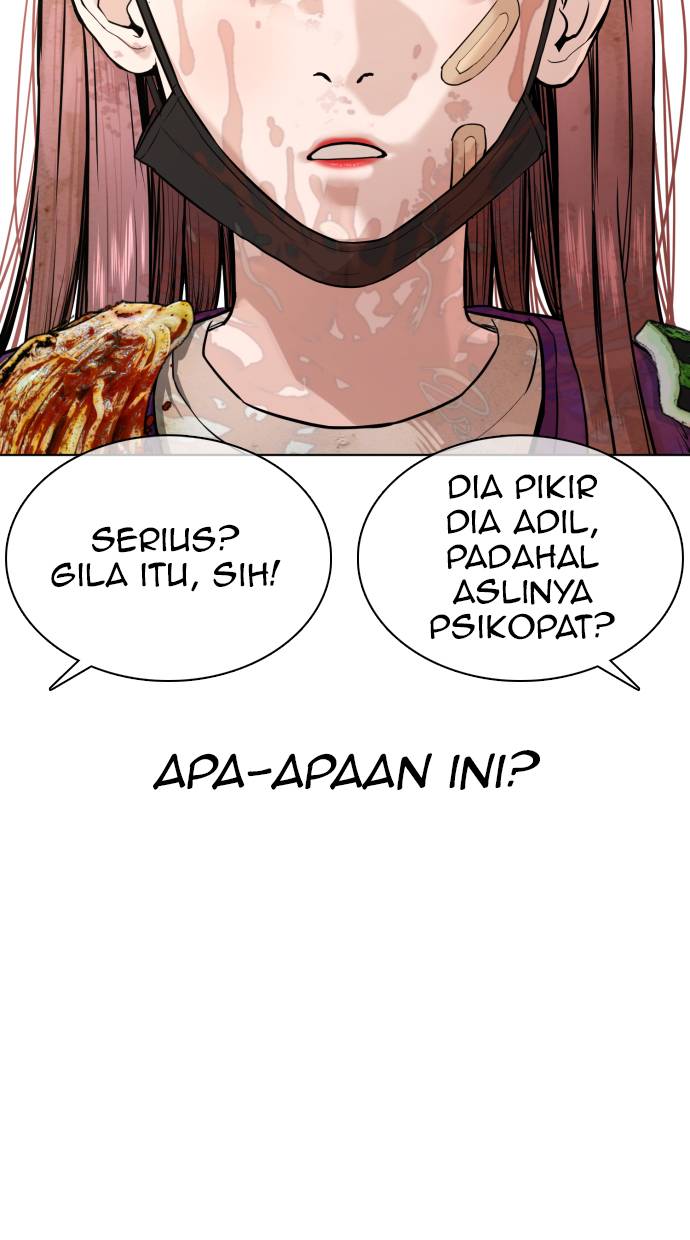 SERIUS?
GILA ITU, SIH!
DIA PIKIR
DIA ADIL,
PADAHAL
ASLINYA
PSIKOPAT?
APA-APAAN INI?